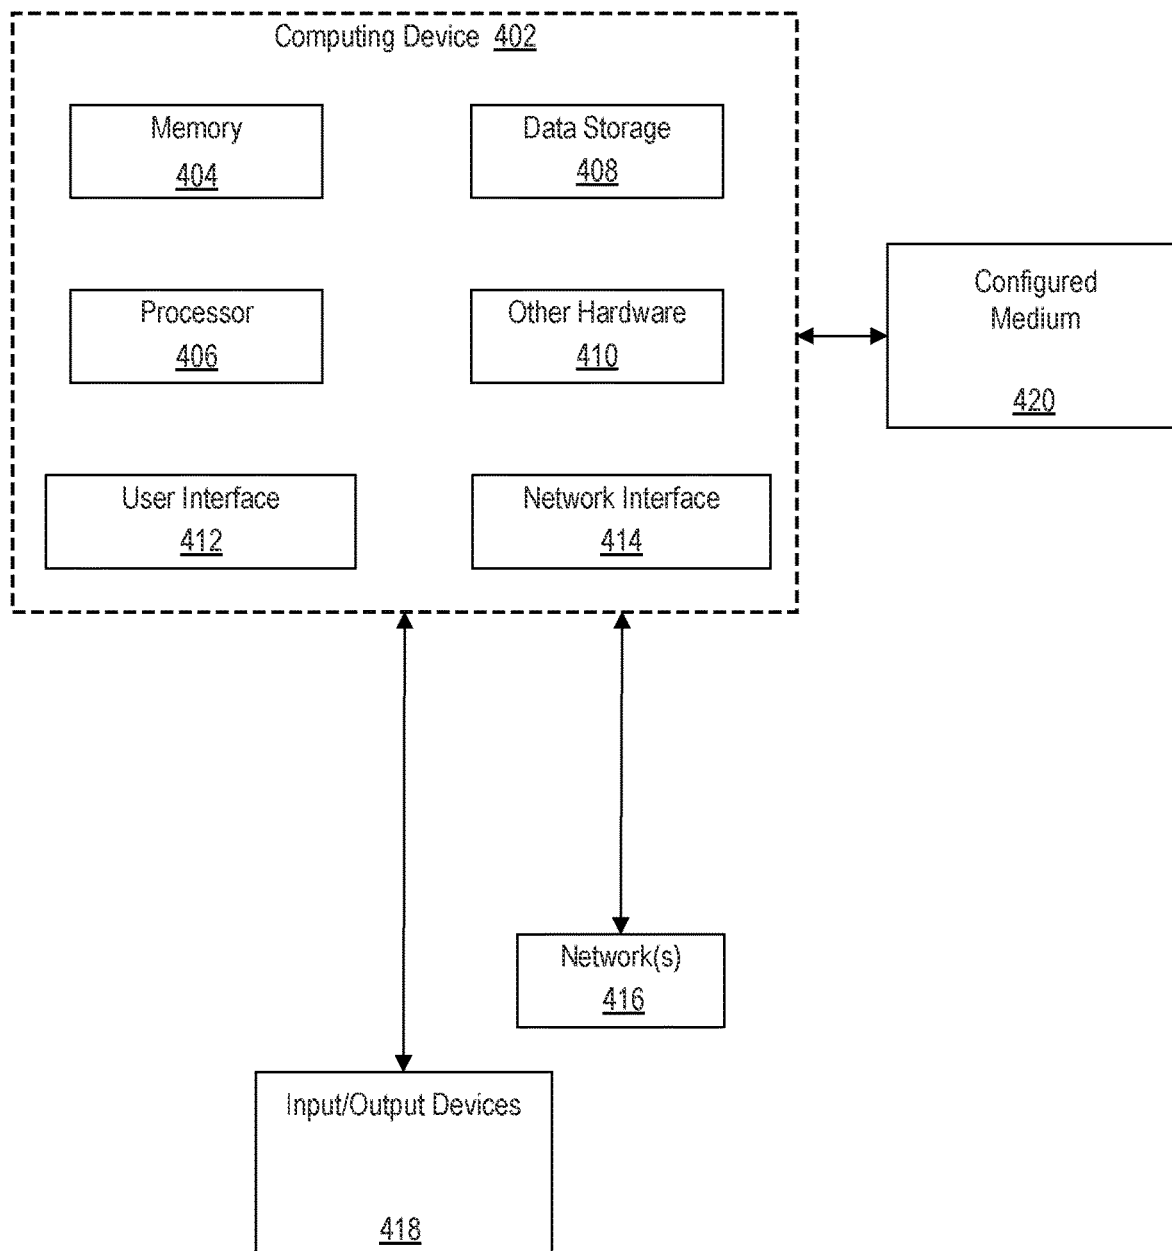 Computing Device 402
Memory
404
Data Storage
408
Processor
406
Other Hardware
410
Configured
Medium
420
User Interface
412
Network Interface
414
Network(s)
416
Input/Output Devices
418